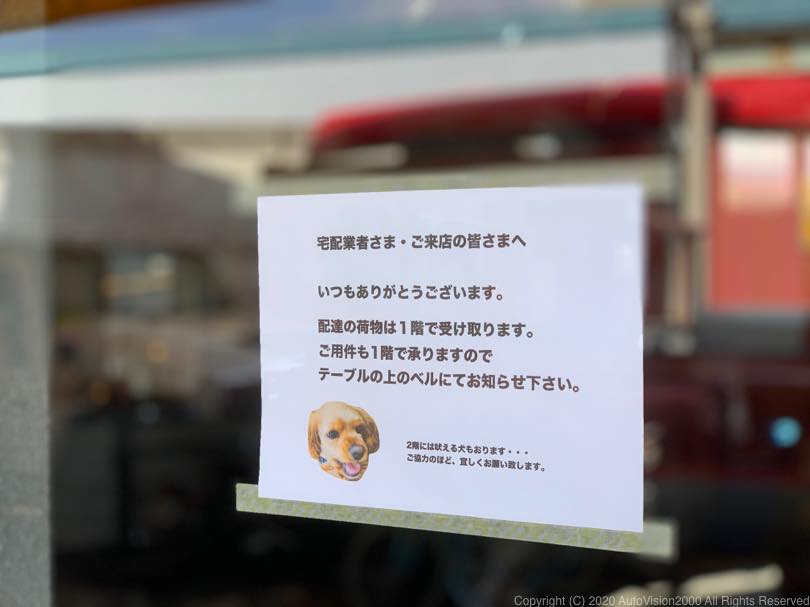 宅配業者さま・ご来店の皆さまへ
いつもありがとうございます。
配達の荷物は１階で受け取ります。
ご用件も1階で承りますので
テーブルの上のベルにてお知らせ下さい。
2階には吠える犬もおります・・・
ご協力のほど、宜しくお願い致します。
Copyright (C) 2020 AutoVision2000 All Rights Reserved